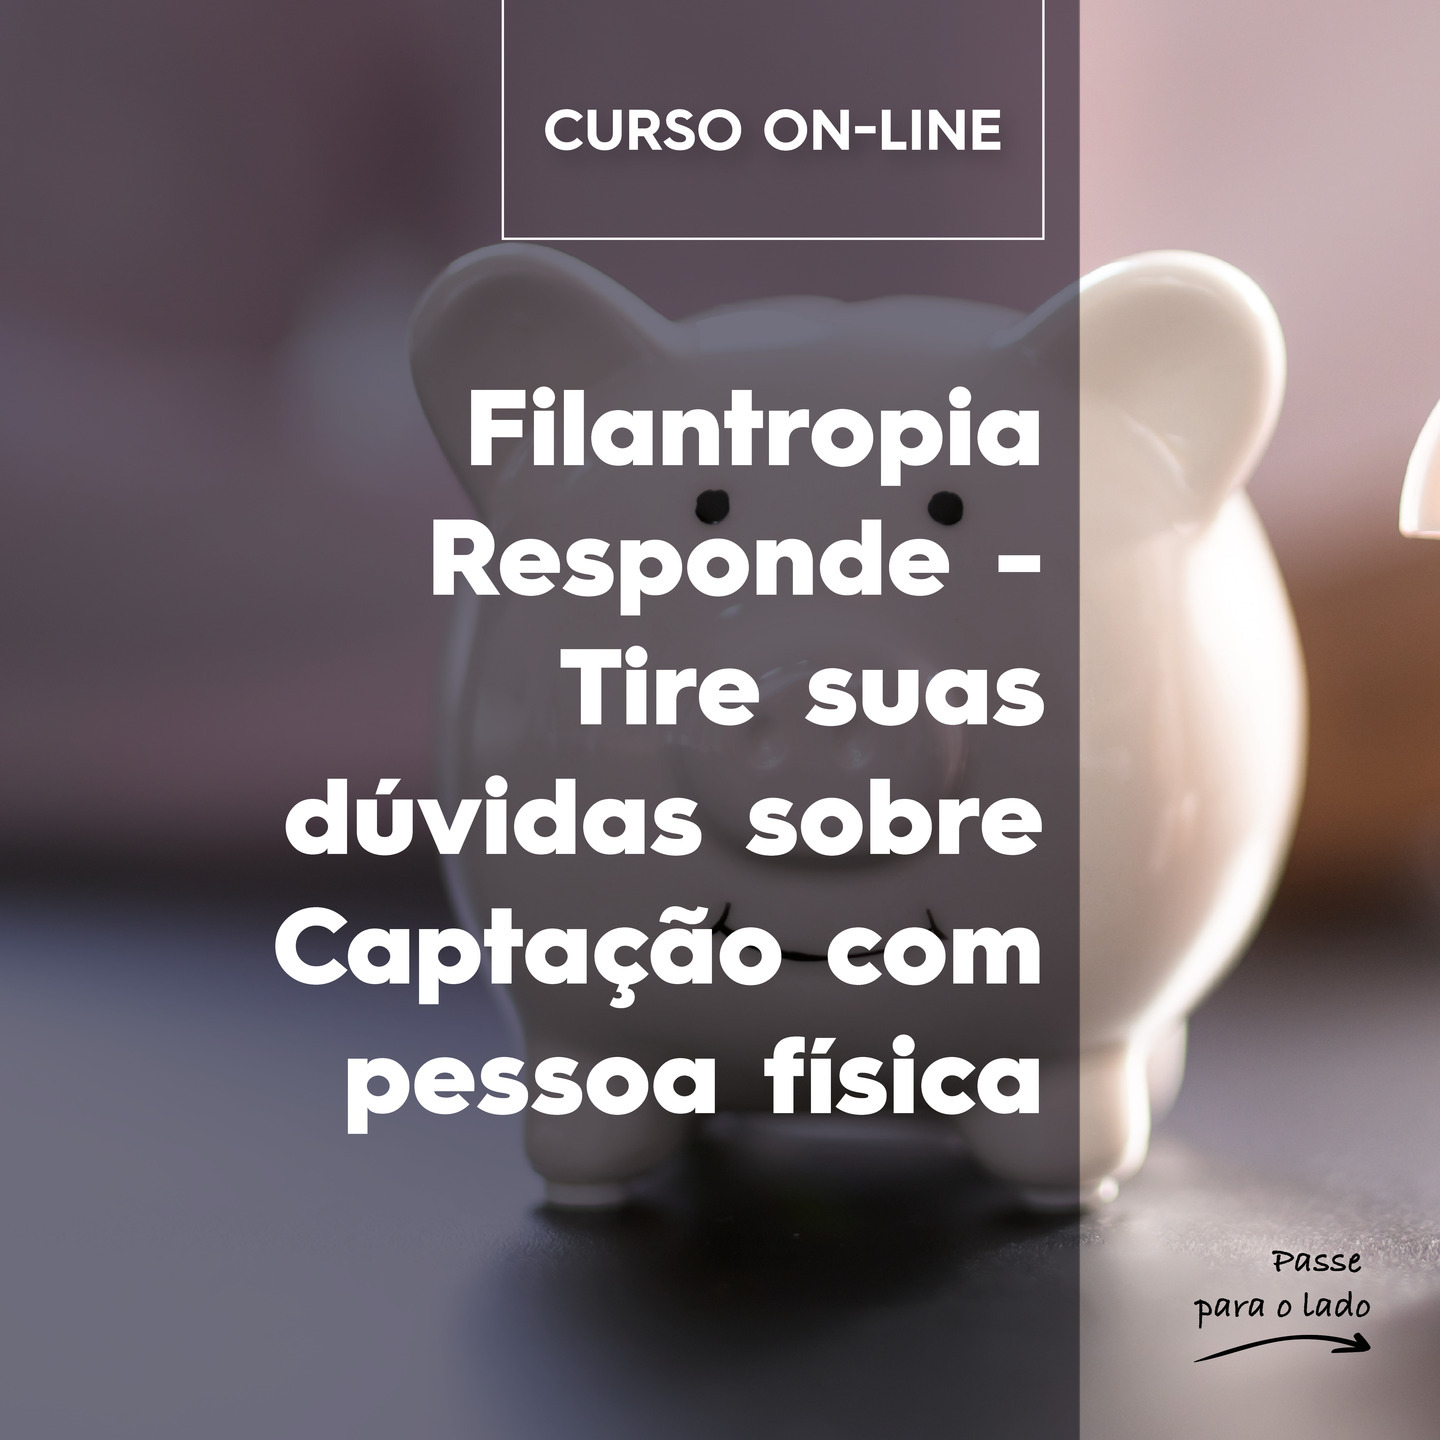 CURSO ON-LINE
Filantropia
Responde -
Tire suas
dúvidas sobre
Captação com
pessoa física
Passe
para o lado